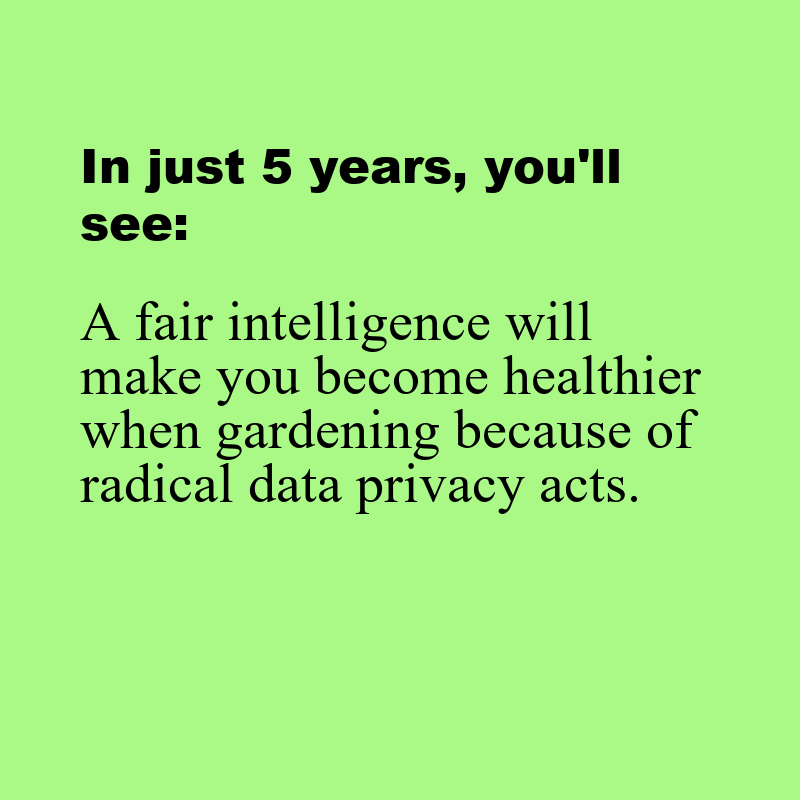 In just 5 years, you'll
see:
A fair intelligence will
make you become healthier
when gardening because of
radical data privacy acts.